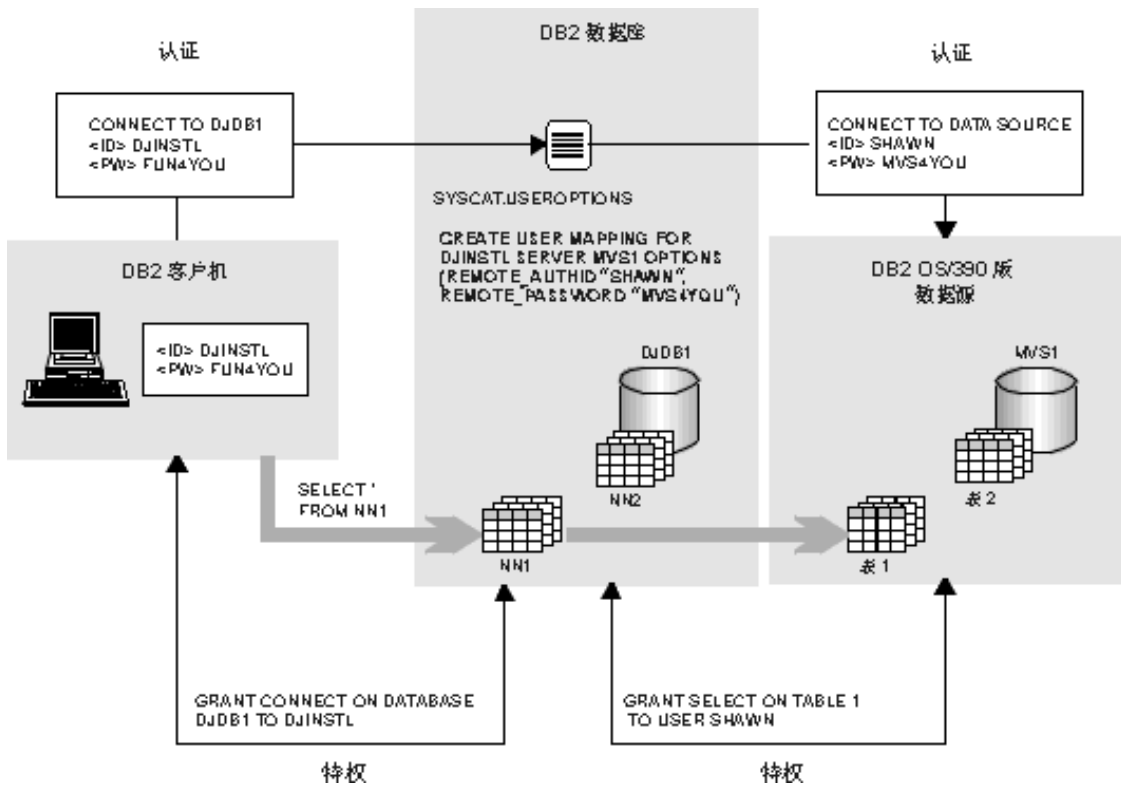 DB2 数据库
认证
认证
CONNECT TO DJDB1
<ID> DJINSTL
<PW> FUN4YOU
CONNECT TO DATA SOURCE
<ID> SHAWN
<PW> MVS4YOU
SYSCAT.USEROPTIONS
CREATE USER MAPPING FOR
DJINSTL SERVER MVS1 OPTIONS
(REMOTE_AUTHID "SHAWN",
REMOTE_PASSWORD "MVS4YOU")
DB2 客户机
<ID> DJINSTL
<PW> FUN4YOU
DB2 OS/390 版
数据源
DJDB1
MVS1
SELECT *
FROM NN1
NN2
表 2
NN1
表 1
GRANT CONNECT ON DATABASE
DJDB1 TO DJINSTL
GRANT SELECT ON TABLE 1
TO USER SHAWN
特权
特权